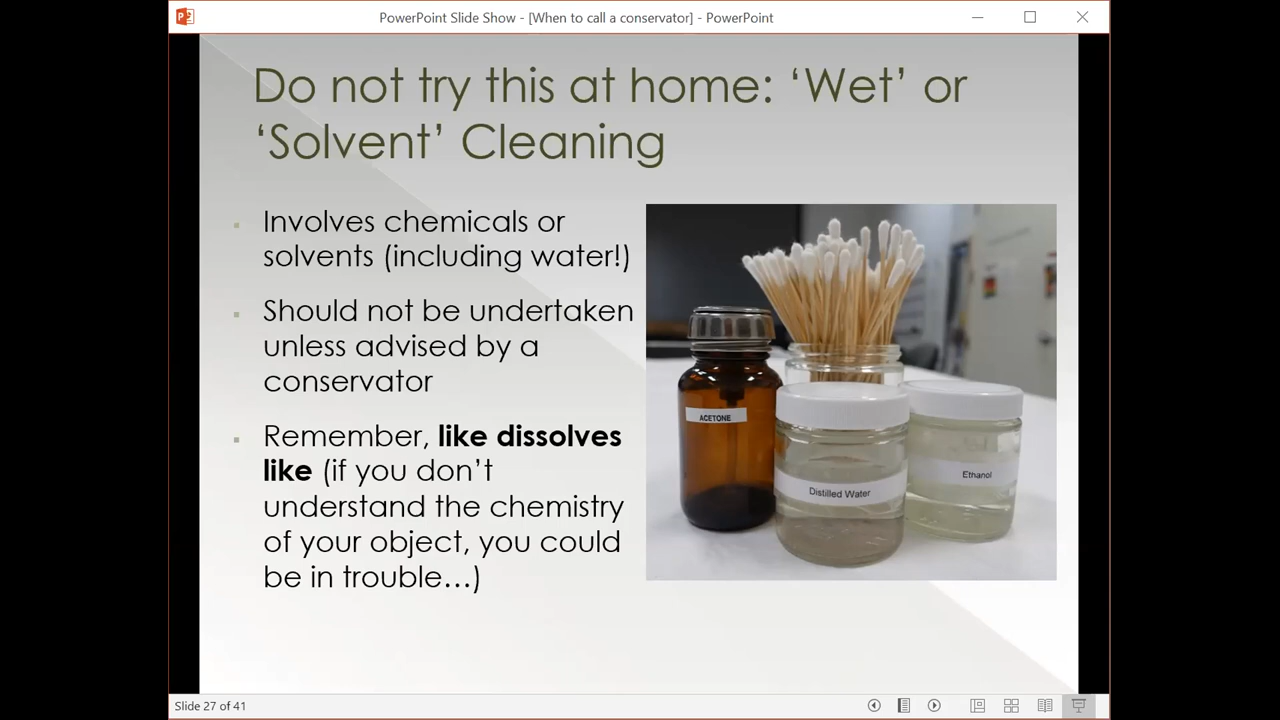 PowerPoint Slide Show - [When to call a conservator] - PowerPoint
Do not try this at home: ‘Wet’ or
‘Solvent’ Cleaning
▪ Involves chemicals or
solvents (including water!)
▪ Should not be undertaken
unless advised by a
conservator
▪ Remember, like dissolves
like (if you don’t
understand the chemistry
of your object, you could
be in trouble…)
ACETONE
Distilled Water
Ethanol
Slide 27 of 41